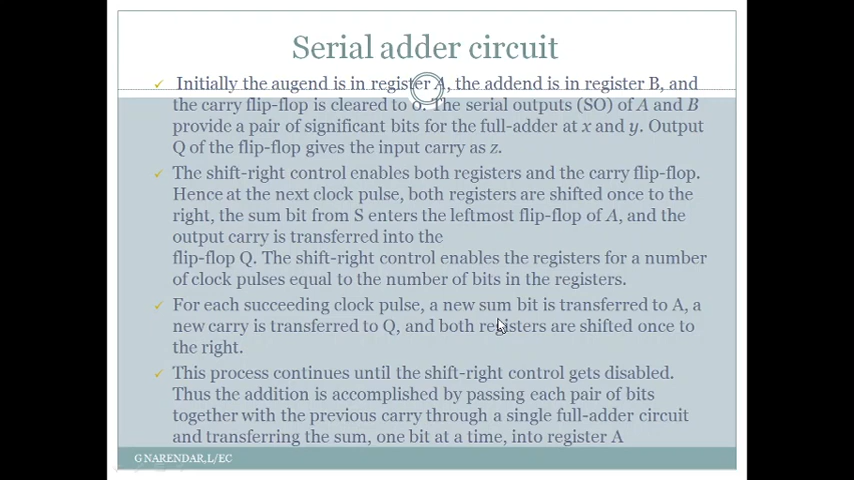 Serial adder circuit
✓ Initially the augend is in register A, the addend is in register B, and
the carry flip-flop is cleared to 0. The serial outputs (SO) of A and B
provide a pair of significant bits for the full-adder at x and y. Output
Q of the flip-flop gives the input carry as z.
✓ The shift-right control enables both registers and the carry flip-flop.
Hence at the next clock pulse, both registers are shifted once to the
right, the sum bit from S enters the leftmost flip-flop of A, and the
output carry is transferred into the
flip-flop Q. The shift-right control enables the registers for a number
of clock pulses equal to the number of bits in the registers.
✓ For each succeeding clock pulse, a new sum bit is transferred to A, a
new carry is transferred to Q, and both registers are shifted once to
the right.
✓ This process continues until the shift-right control gets disabled.
Thus the addition is accomplished by passing each pair of bits
together with the previous carry through a single full-adder circuit
and transferring the sum, one bit at a time, into register A
G NARENDAR,L/EC